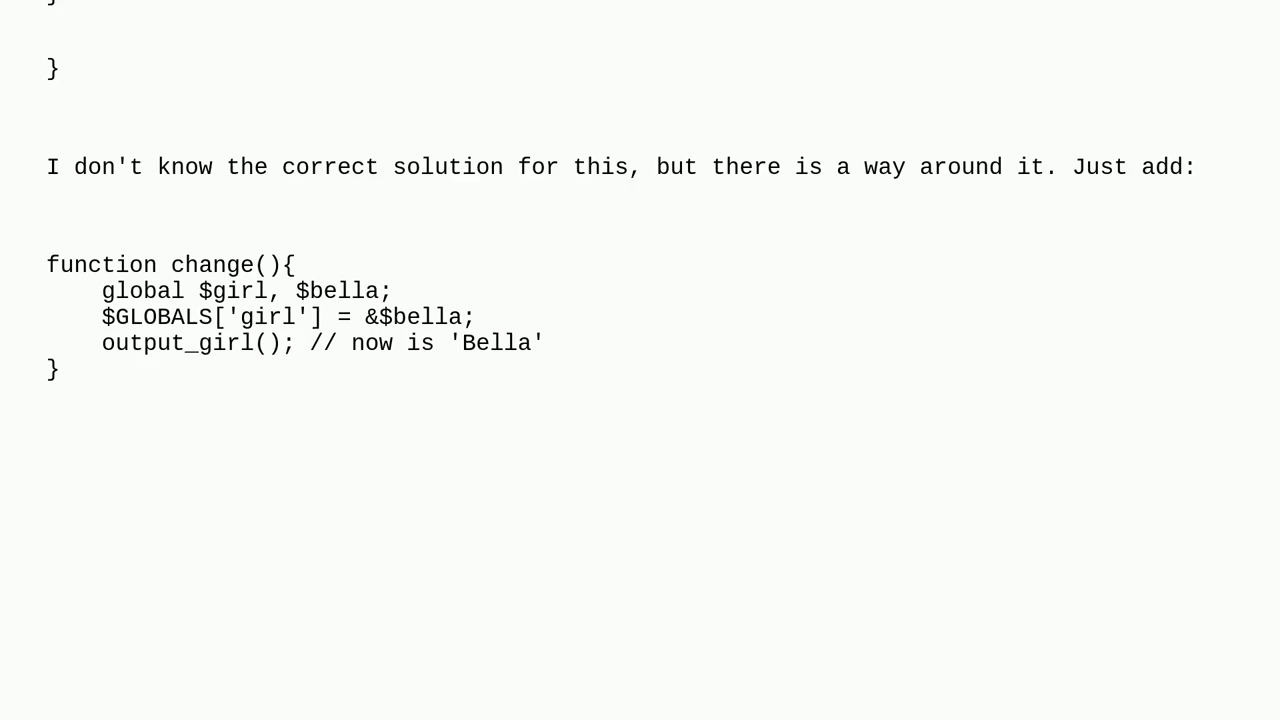 }
}
I don't know the correct solution for this, but there is a way around it. Just add:
function change(){
    global $girl, $bella;
    $GLOBALS['girl'] = &$bella;
    output_girl(); // now is 'Bella'
}